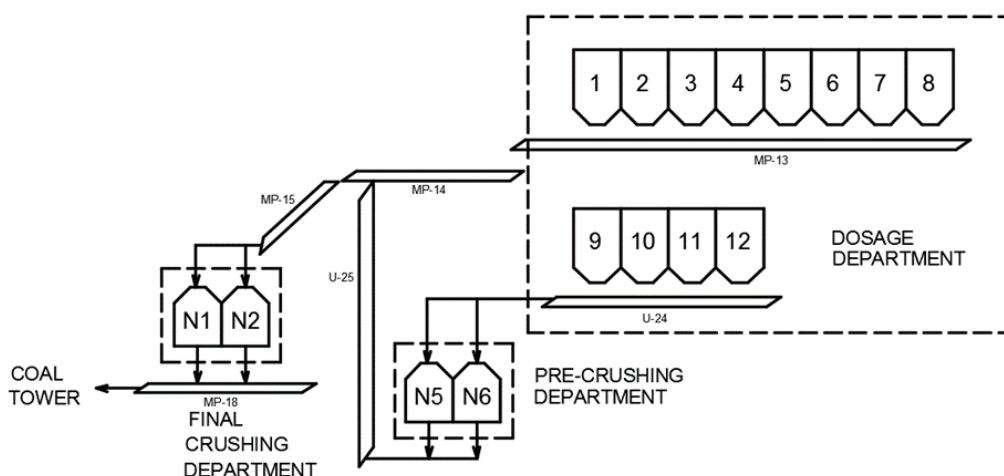 1 2 3 4 5 6 7 8
MP-13
MP-15
MP-14
9 10 11 12
DOSAGE
DEPARTMENT
U-25
U-24
N1 N2
N5 N6
PRE-CRUSHING
DEPARTMENT
COAL
TOWER
MP-18
FINAL
CRUSHING
DEPARTMENT